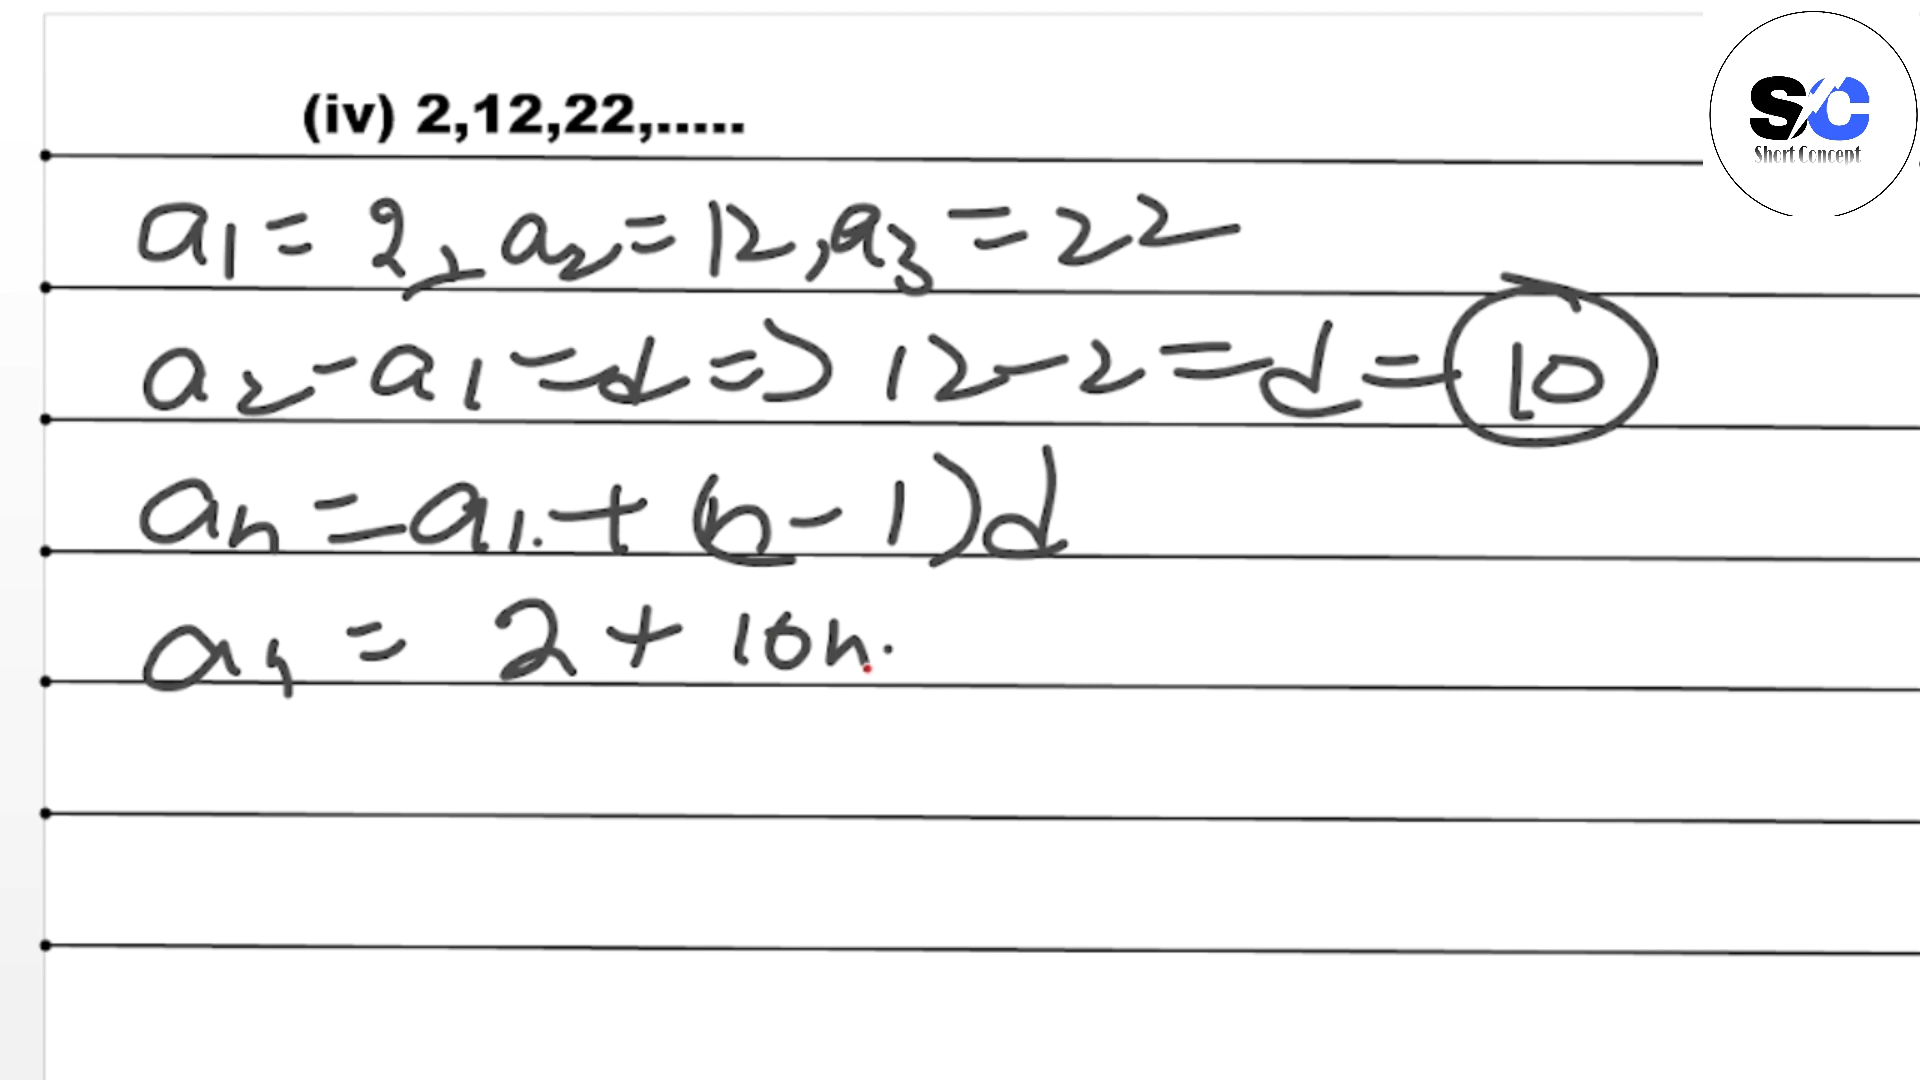 (iv) 2,12,22,.....
SC
Short Concept
a1 = 2, a2 = 12, a3 = 22
a2 - a1 = d => 12 - 2 = d = 10
an = a1 + (n - 1)d
an = 2 + 10n.